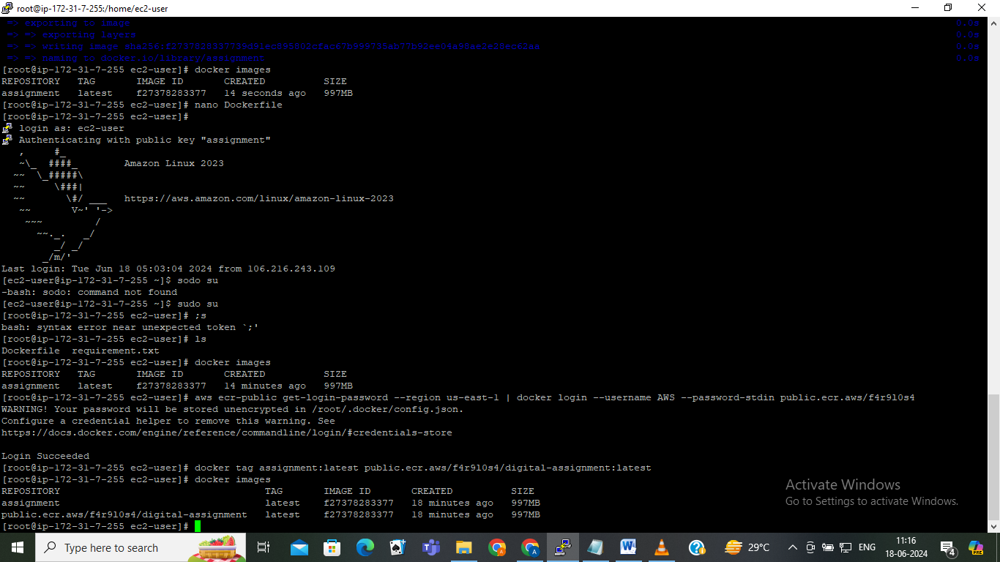 root@ip-172-31-7-255:/home/ec2-user
=> exporting to image 0.0s
=> => exporting layers 0.0s
=> => writing image 0.0s
=> => naming to docker.io/library/assignment 0.0s
[root@ip-172-31-7-255 ec2-user]# docker images
REPOSITORY TAG IMAGE ID CREATED SIZE
assignment latest f27378283377 14 seconds ago 997MB
[root@ip-172-31-7-255 ec2-user]# nano Dockerfile
[root@ip-172-31-7-255 ec2-user]#
login as: ec2-user
Authenticating with public key "assignment"
, #_
~\_ ####_ Amazon Linux 2023
~~ \_#####\
~~ \###|
~~ \#/ ___ https://aws.amazon.com/linux/amazon-linux-2023
~~ V~' '->
~~~ /
~~._. _/
_/ _/
_/m/'
Last login: Tue Jun 18 05:03:04 2024 from 106.216.243.109
[ec2-user@ip-172-31-7-255 ~]$ sodo su
-bash: sodo: command not found
[ec2-user@ip-172-31-7-255 ~]$ sudo su
[root@ip-172-31-7-255 ec2-user]# ;s
bash: syntax error near unexpected token `;'
[root@ip-172-31-7-255 ec2-user]# ls
Dockerfile requirement.txt
[root@ip-172-31-7-255 ec2-user]# docker images
REPOSITORY TAG IMAGE ID CREATED SIZE
assignment latest f27378283377 14 minutes ago 997MB
[root@ip-172-31-7-255 ec2-user]# aws ecr-public get-login-password --region us-east-1 | docker login --username AWS --password-stdin public.ecr.aws/f4r9l0s4
WARNING! Your password will be stored unencrypted in /root/.docker/config.json.
Configure a credential helper to remove this warning. See
https://docs.docker.com/engine/reference/commandline/login/#credentials-store
Login Succeeded
[root@ip-172-31-7-255 ec2-user]# docker tag assignment:latest public.ecr.aws/f4r9l0s4/digital-assignment:latest
[root@ip-172-31-7-255 ec2-user]# docker images
REPOSITORY TAG IMAGE ID CREATED SIZE
assignment latest f27378283377 18 minutes ago 997MB
public.ecr.aws/f4r9l0s4/digital-assignment latest f27378283377 18 minutes ago 997MB
[root@ip-172-31-7-255 ec2-user]#
Activate Windows
Go to Settings to activate Windows.
Type here to search
29°C
ENG
11:16
18-06-2024
4
PRE